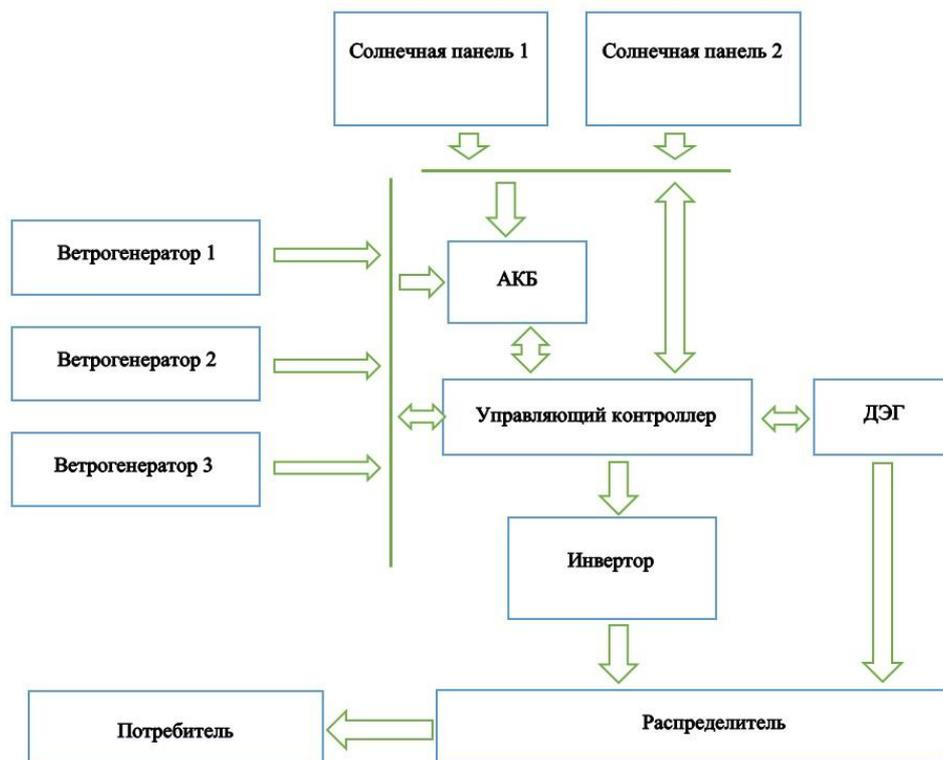 Солнечная панель 1
Солнечная панель 2
Ветрогенератор 1
АКБ
Ветрогенератор 2
Управляющий контроллер
ДЭГ
Ветрогенератор 3
Инвертор
Потребитель
Распределитель